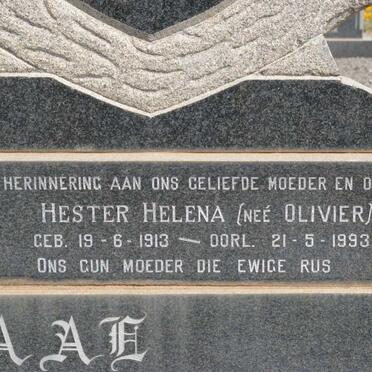 HERINNERING AAN ONS GELIEFDE MOEDER EN
HESTER HELENA (NEÉ OLIVIER)
GEB. 19-6-1913 — OORL. 21-5-1993
ONS GUN MOEDER DIE EWIGE RUS
AAE